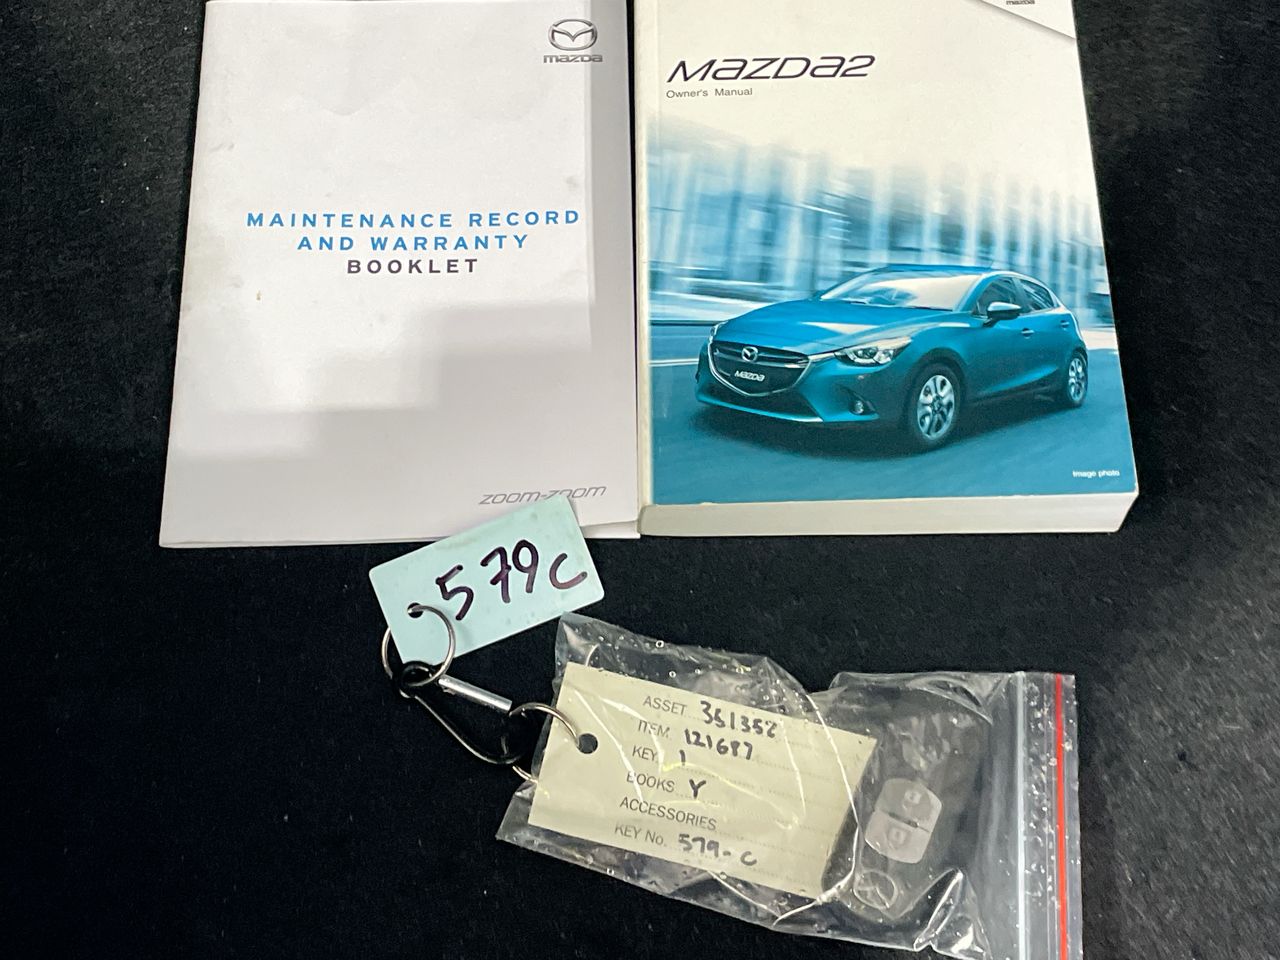 mazda
MAINTENANCE RECORD
AND WARRANTY
BOOKLET
zoom-zoom
mazda
MAZDA2
Owner's Manual
MAZDA
Image photo
579c
ASSET 351352
ITEM 121687
KEY 1
BOOKS Y
ACCESSORIES
KEY No. 579-C